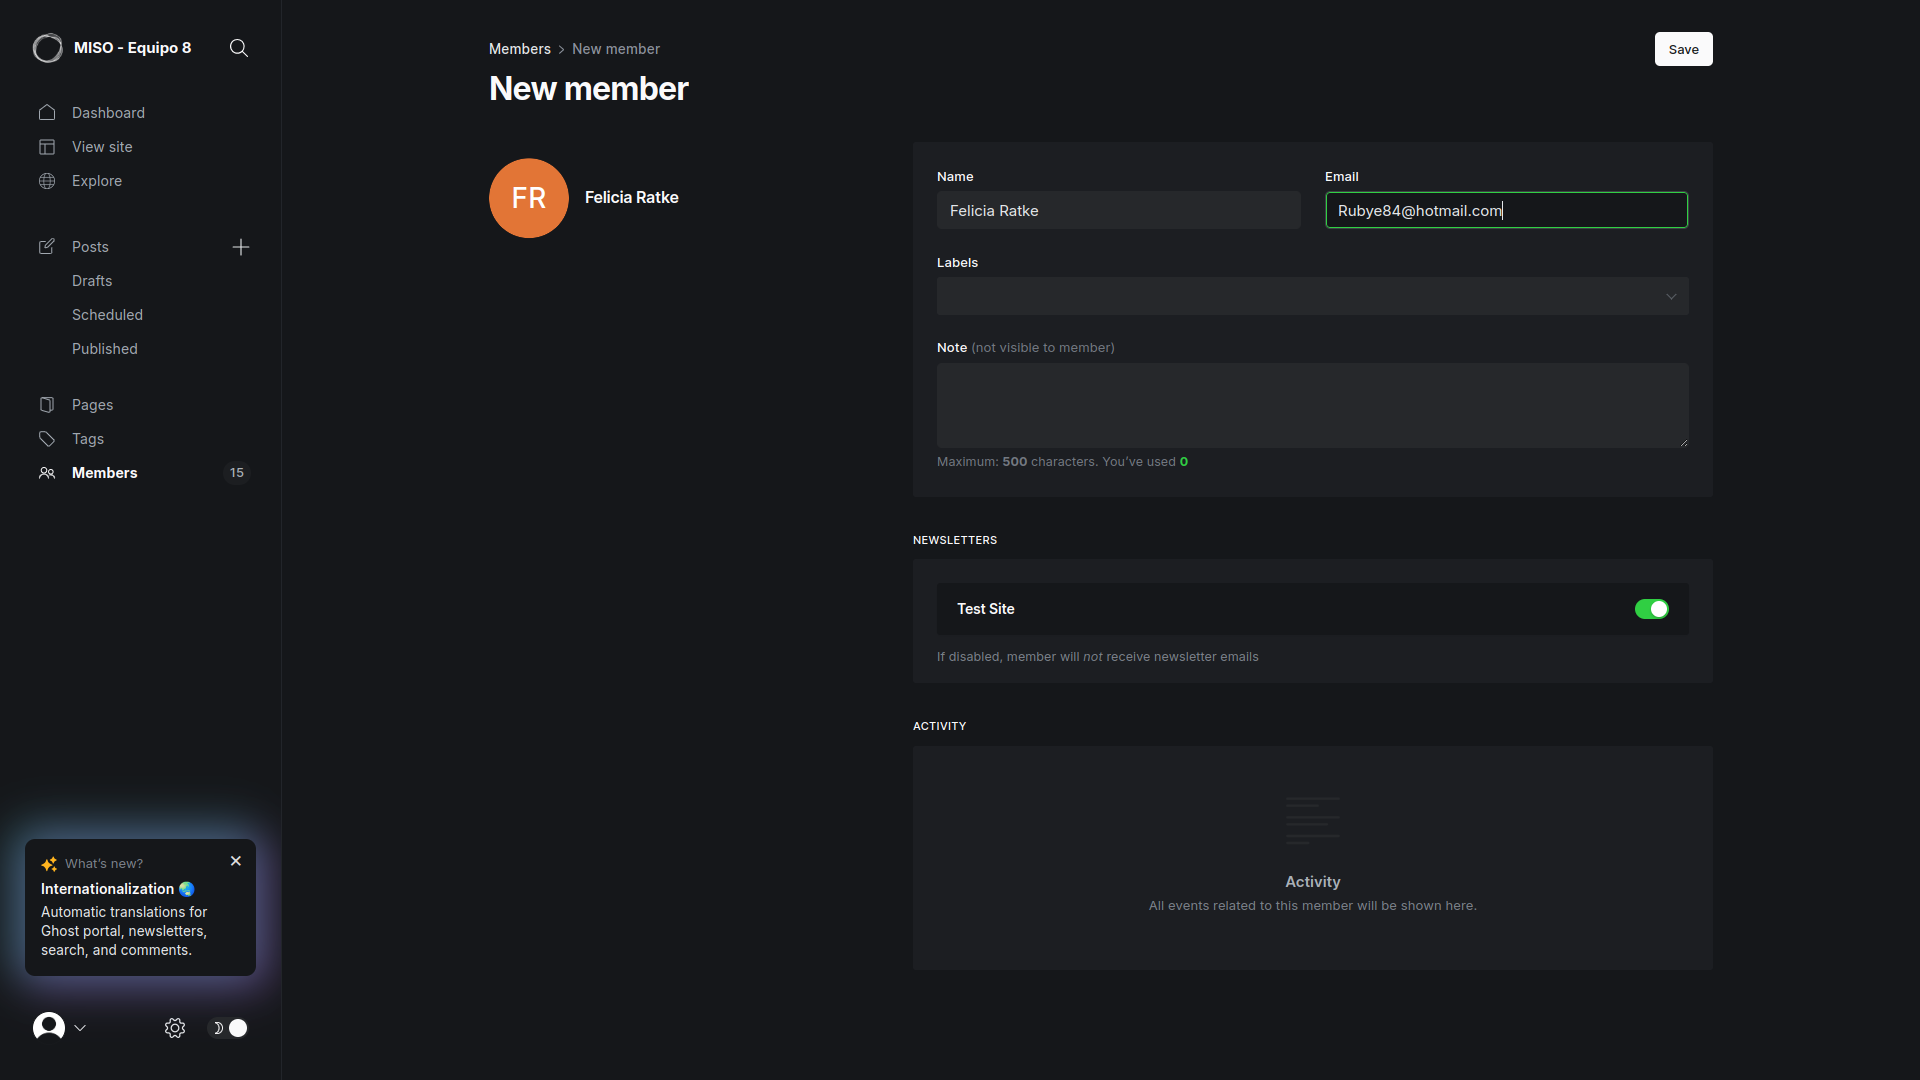 MISO - Equipo 8
Dashboard
View site
Explore
Posts
Drafts
Scheduled
Published
Pages
Tags
Members 15
What's new?
Internationalization
Automatic translations for
Ghost portal, newsletters,
search, and comments.
Members New member
Save
New member
FR
Felicia Ratke
Name
Felicia Ratke
Email
Rubye84@hotmail.com
Labels
Note (not visible to member)
Maximum: 500 characters. You've used 0
NEWSLETTERS
Test Site
If disabled, member will not receive newsletter emails
ACTIVITY
Activity
All events related to this member will be shown here.